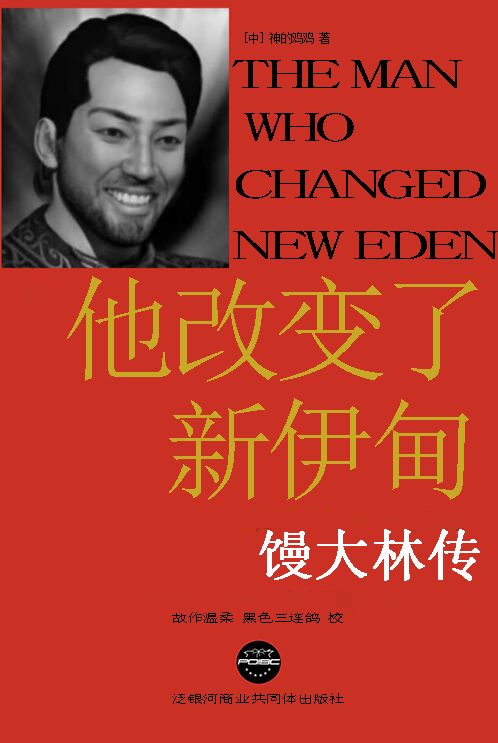 [中] 神的鸡鸡 著
THE MAN
WHO
CHANGED
NEW EDEN
他改变了
新伊甸
馒大林传
故作温柔 黑色三连鸽 校
PDIBC
泛银河商业共同体出版社